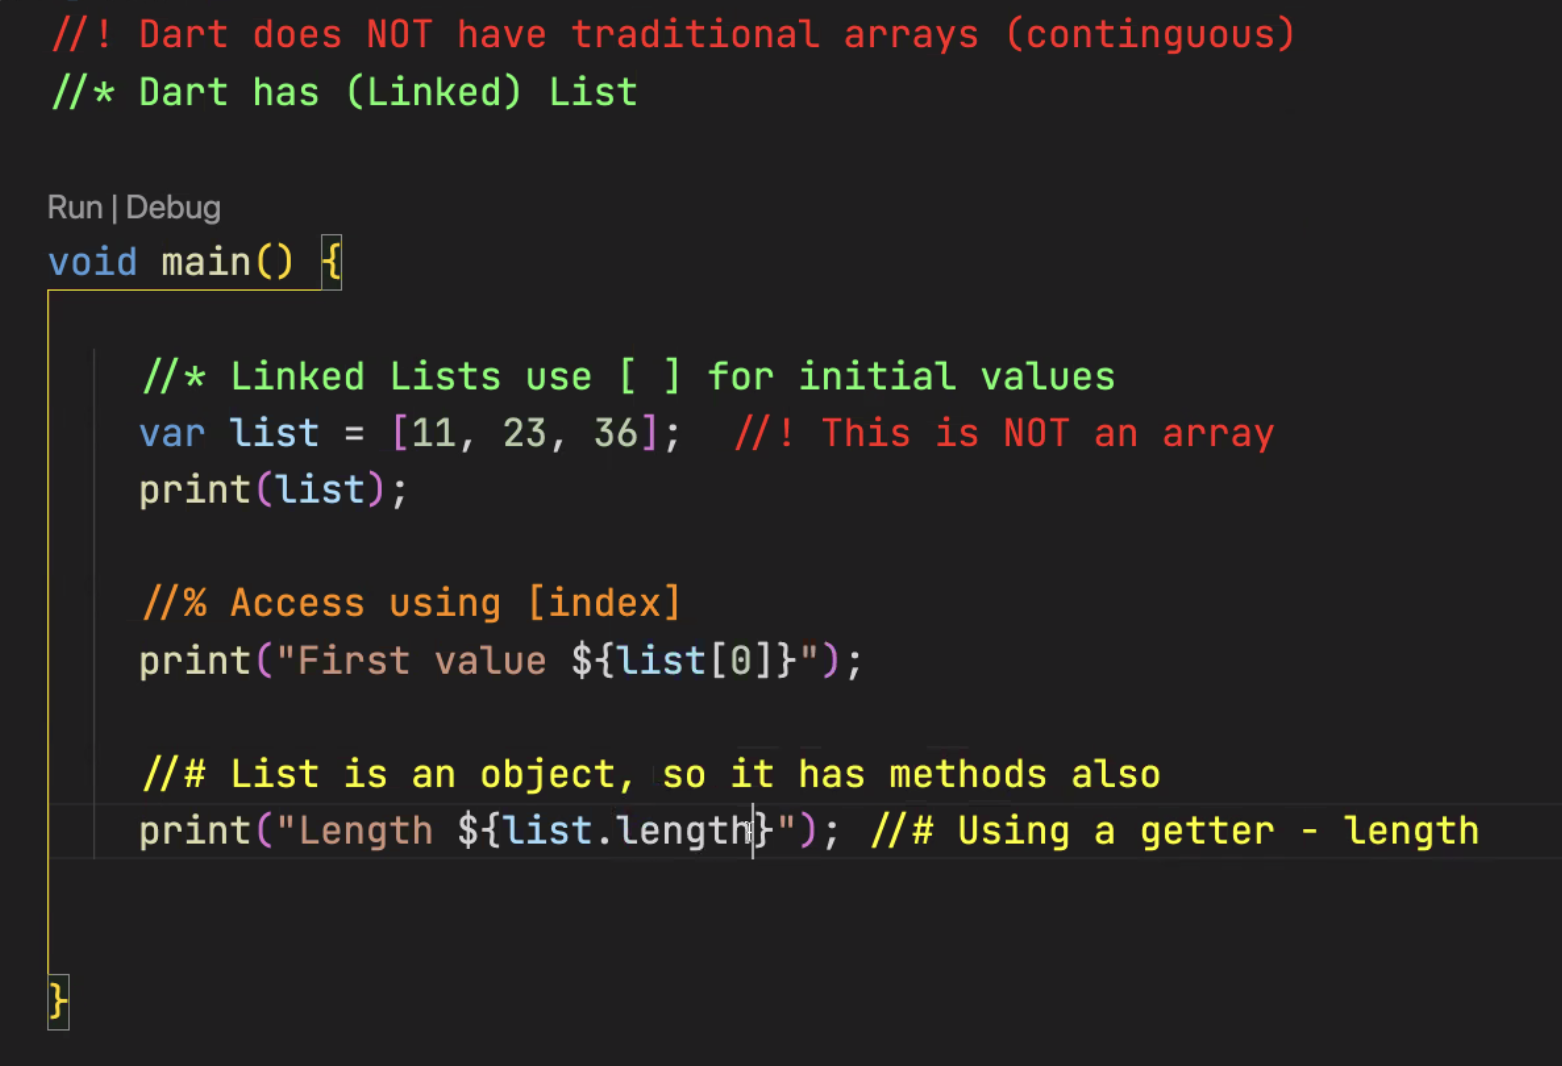 //! Dart does NOT have traditional arrays (continguous)
//* Dart has (Linked) List
Run | Debug
void main() {
//* Linked Lists use [ ] for initial values
var list = [11, 23, 36];  //! This is NOT an array
print(list);
//% Access using [index]
print("First value ${list[0]}");
//# List is an object, so it has methods also
print("Length ${list.length}"); //# Using a getter - length
}